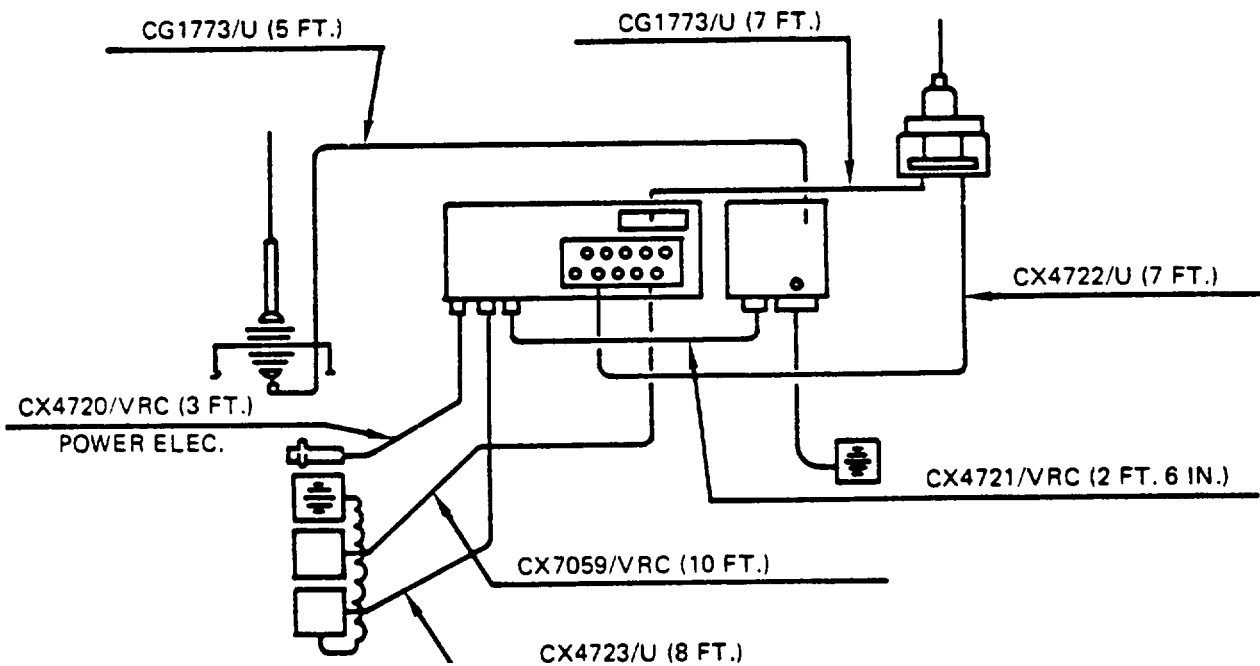 CG1773/U (5 FT.)
CG1773/U (7 FT.)
CX4722/U (7 FT.)
CX4720/VRC (3 FT.)
POWER ELEC.
CX4721/VRC (2 FT. 6 IN.)
CX7059/VRC (10 FT.)
CX4723/U (8 FT.)